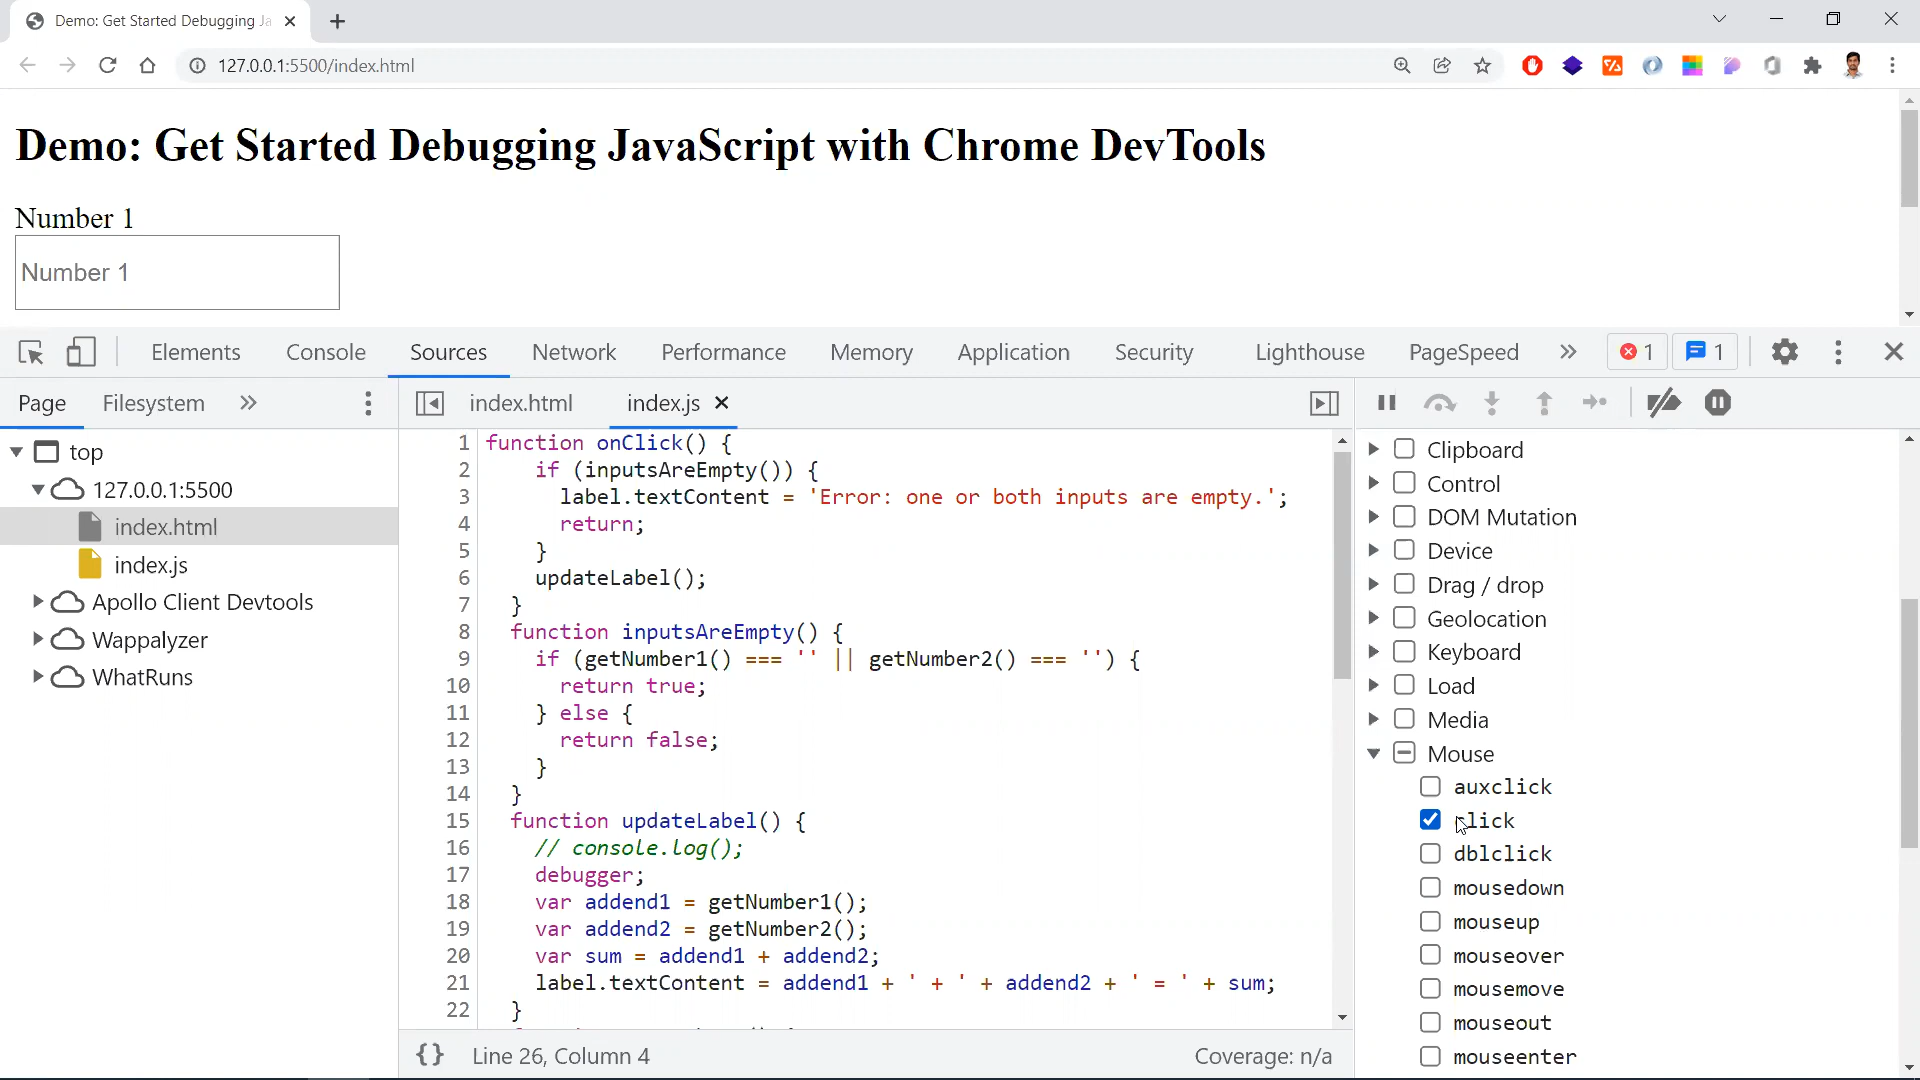 Demo: Get Started Debugging Ja
127.0.0.1:5500/index.html
Demo: Get Started Debugging JavaScript with Chrome DevTools
Number 1
Number 1
Elements Console Sources Network Performance Memory Application Security Lighthouse PageSpeed » 1 1
Page Filesystem »
index.html index.js
top
127.0.0.1:5500
index.html
index.js
Apollo Client Devtools
Wappalyzer
WhatRuns
1 function onClick() {
2 if (inputsAreEmpty()) {
3 label.textContent = 'Error: one or both inputs are empty.';
4 return;
5 }
6 updateLabel();
7 }
8 function inputsAreEmpty() {
9 if (getNumber1() === '' || getNumber2() === '') {
10 return true;
11 } else {
12 return false;
13 }
14 }
15 function updateLabel() {
16 // console.log();
17 debugger;
18 var addend1 = getNumber1();
19 var addend2 = getNumber2();
20 var sum = addend1 + addend2;
21 label.textContent = addend1 + ' + ' + addend2 + ' = ' + sum;
22 }
{} Line 26, Column 4 Coverage: n/a
Clipboard
Control
DOM Mutation
Device
Drag / drop
Geolocation
Keyboard
Load
Media
Mouse
auxclick
click
dblclick
mousedown
mouseup
mouseover
mousemove
mouseout
mouseenter